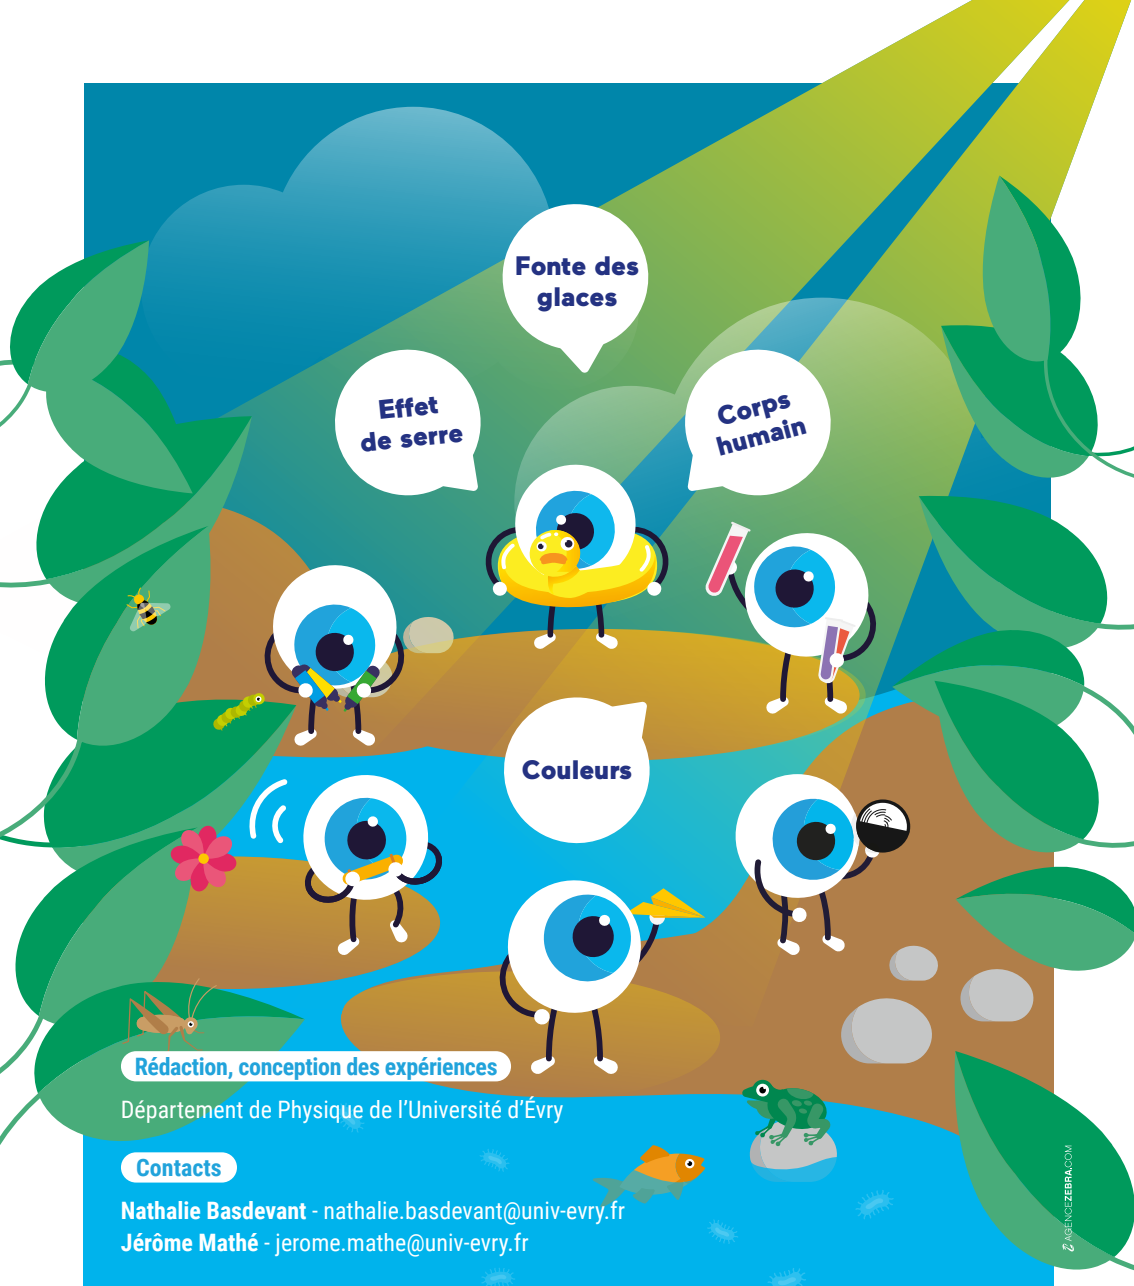 Fonte des
glaces
Effet
de serre
Corps
humain
Couleurs
Rédaction, conception des expériences
Département de Physique de l'Université d'Évry
Contacts
Nathalie Basdevant - nathalie.basdevant@univ-evry.fr
Jérôme Mathé - jerome.mathe@univ-evry.fr
AGENCEZEBRA.COM